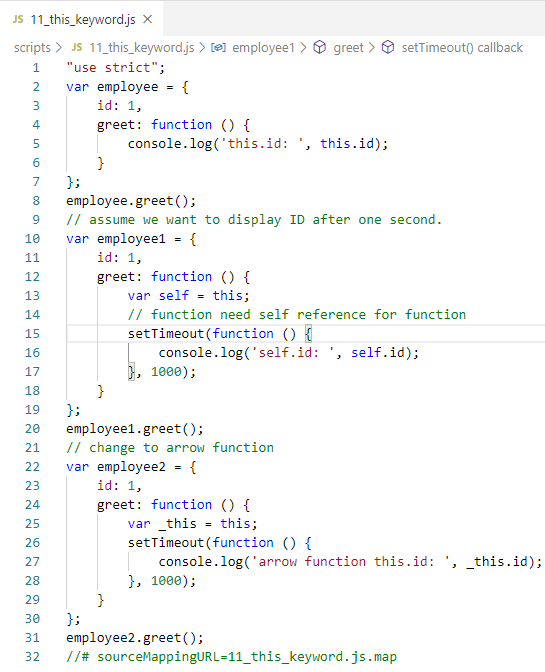 JS 11_this_keyword.js ×
scripts > JS 11_this_keyword.js > employee1 > greet > setTimeout() callback
1 "use strict";
2 var employee = {
3     id: 1,
4     greet: function () {
5         console.log('this.id: ', this.id);
6     }
7 };
8 employee.greet();
9 // assume we want to display ID after one second.
10 var employee1 = {
11     id: 1,
12     greet: function () {
13         var self = this;
14         // function need self reference for function
15         setTimeout(function () {
16             console.log('self.id: ', self.id);
17         }, 1000);
18     }
19 };
20 employee1.greet();
21 // change to arrow function
22 var employee2 = {
23     id: 1,
24     greet: function () {
25         var _this = this;
26         setTimeout(function () {
27             console.log('arrow function this.id: ', _this.id);
28         }, 1000);
29     }
30 };
31 employee2.greet();
32 //# sourceMappingURL=11_this_keyword.js.map